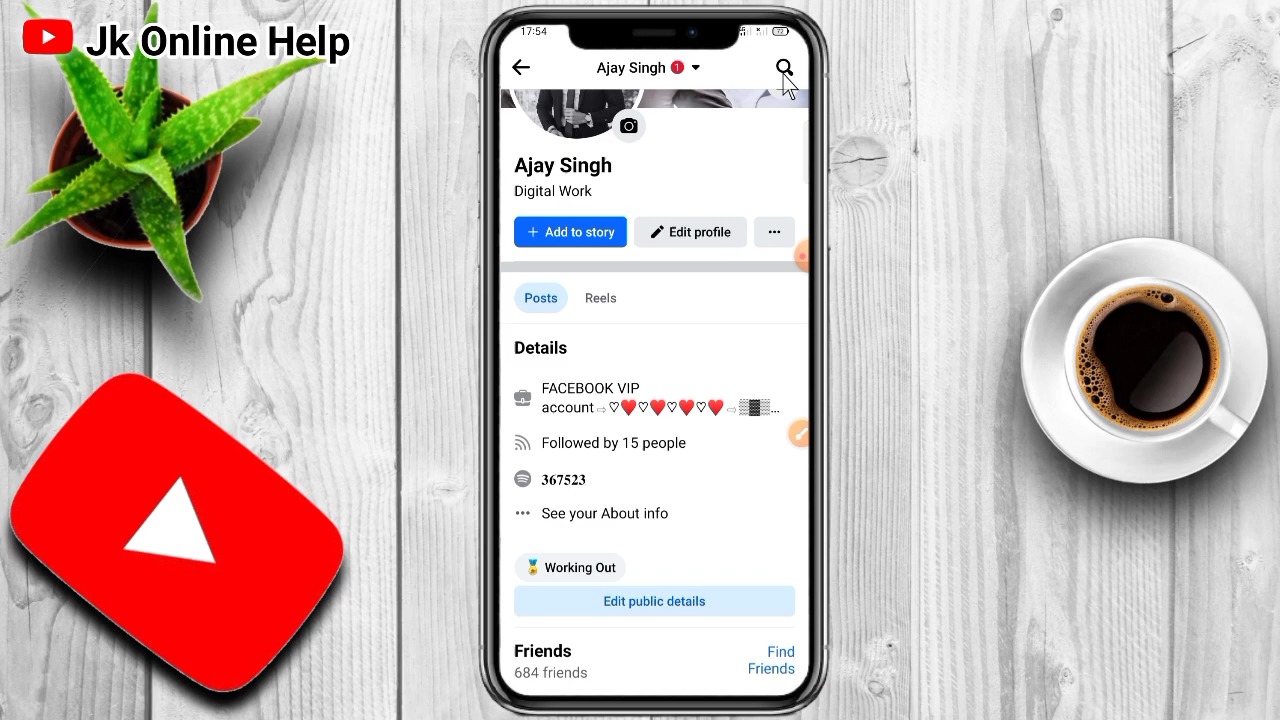 Jk Online Help
17:54
Ajay Singh 1
Ajay Singh
Digital Work
+ Add to story
Edit profile
Posts
Reels
Details
FACEBOOK VIP
account ⇨♡❤️♡❤️♡❤️♡❤️ ⇨ ▒▓▒...
Followed by 15 people
367523
See your About info
🏅 Working Out
Edit public details
Friends
684 friends
Find
Friends